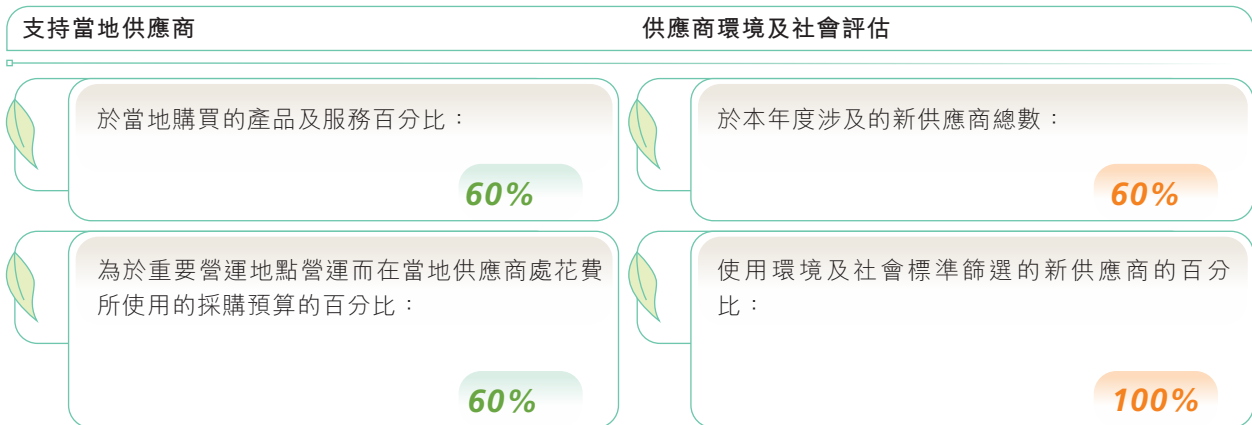 支持當地供應商
供應商環境及社會評估
於當地購買的產品及服務百分比：
60%
於本年度涉及的新供應商總數：
60%
為於重要營運地點營運而在當地供應商處花費
所使用的採購預算的百分比：
60%
使用環境及社會標準篩選的新供應商的百分
比：
100%